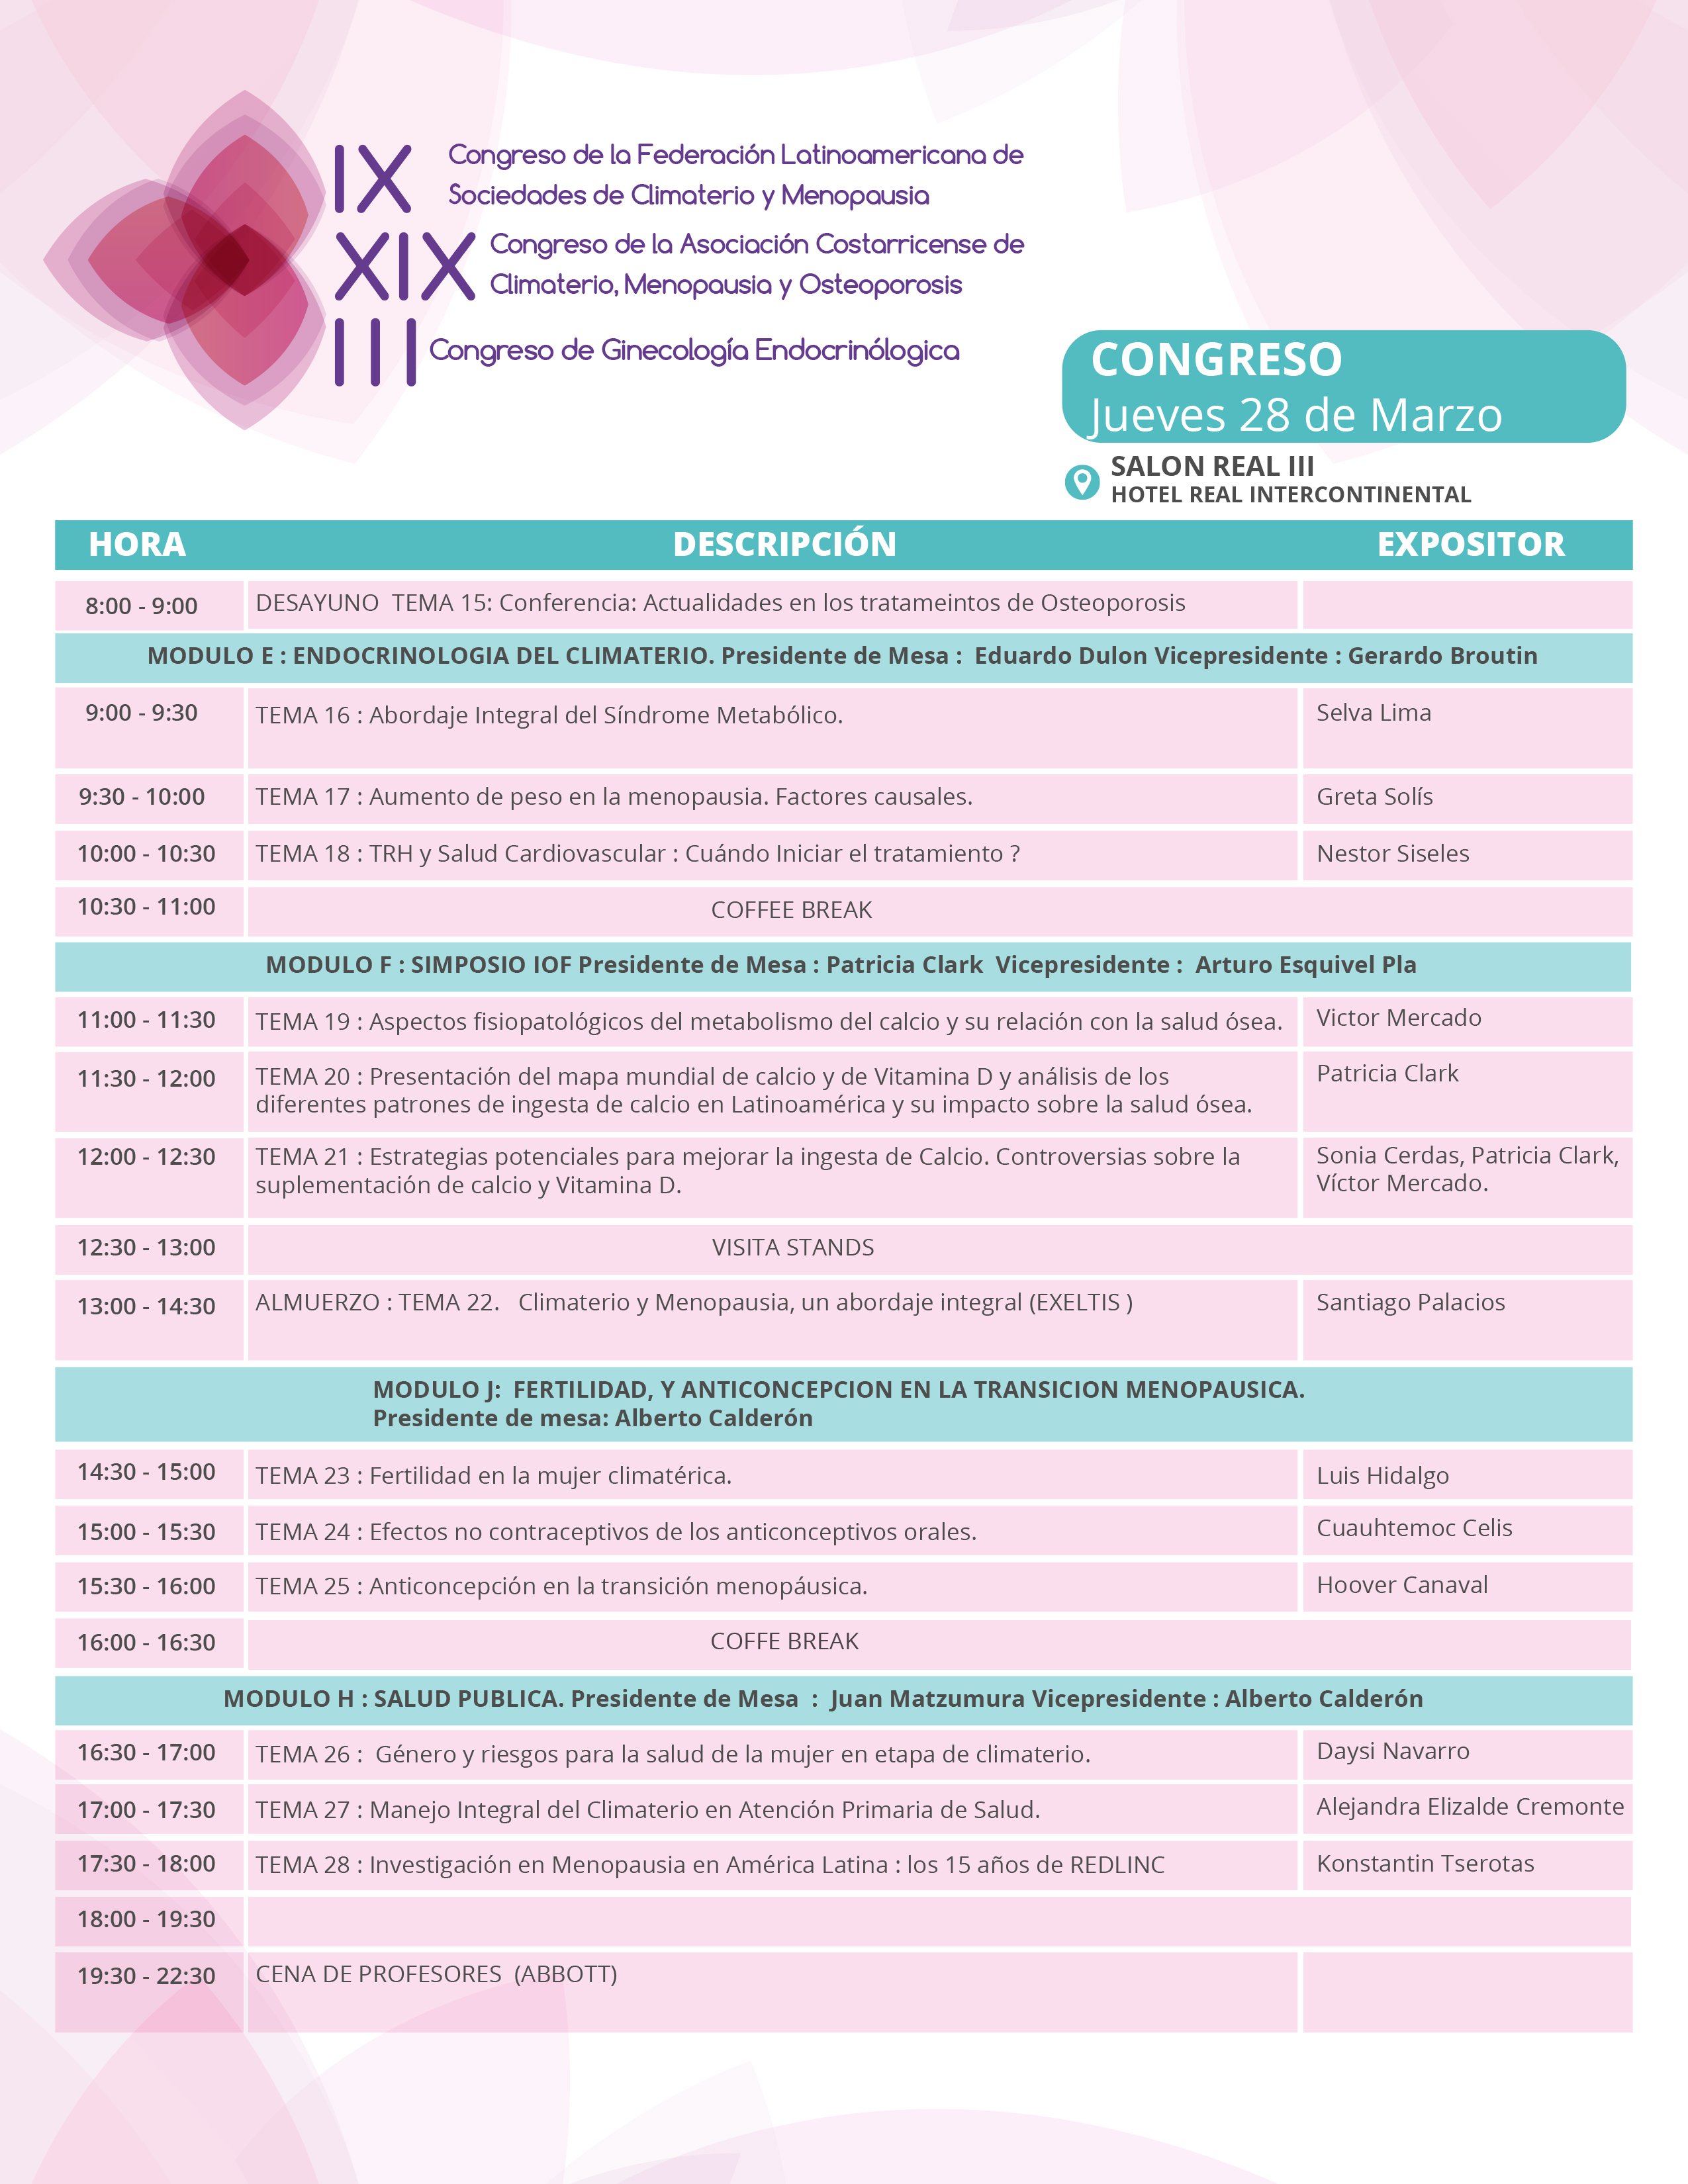 IX Congreso de la Federación Latinoamericana de
Sociedades de Climaterio y Menopausia
XIX Congreso de la Asociación Costarricense de
Climaterio, Menopausia y Osteoporosis
III Congreso de Ginecología Endocrinólogica
CONGRESO
Jueves 28 de Marzo
SALON REAL III
HOTEL REAL INTERCONTINENTAL
HORA DESCRIPCIÓN EXPOSITOR
8:00 - 9:00 DESAYUNO TEMA 15: Conferencia: Actualidades en los tratameintos de Osteoporosis
MODULO E : ENDOCRINOLOGIA DEL CLIMATERIO. Presidente de Mesa : Eduardo Dulon Vicepresidente : Gerardo Broutin
9:00 - 9:30 TEMA 16 : Abordaje Integral del Síndrome Metabólico. Selva Lima
9:30 - 10:00 TEMA 17 : Aumento de peso en la menopausia. Factores causales. Greta Solís
10:00 - 10:30 TEMA 18 : TRH y Salud Cardiovascular : Cuándo Iniciar el tratamiento ? Nestor Siseles
10:30 - 11:00 COFFEE BREAK
MODULO F : SIMPOSIO IOF Presidente de Mesa : Patricia Clark Vicepresidente : Arturo Esquivel Pla
11:00 - 11:30 TEMA 19 : Aspectos fisiopatológicos del metabolismo del calcio y su relación con la salud ósea. Victor Mercado
11:30 - 12:00 TEMA 20 : Presentación del mapa mundial de calcio y de Vitamina D y análisis de los Patricia Clark
diferentes patrones de ingesta de calcio en Latinoamérica y su impacto sobre la salud ósea.
12:00 - 12:30 TEMA 21 : Estrategias potenciales para mejorar la ingesta de Calcio. Controversias sobre la Sonia Cerdas, Patricia Clark,
suplementación de calcio y Vitamina D. Víctor Mercado.
12:30 - 13:00 VISITA STANDS
13:00 - 14:30 ALMUERZO : TEMA 22. Climaterio y Menopausia, un abordaje integral (EXELTIS ) Santiago Palacios
MODULO J: FERTILIDAD, Y ANTICONCEPCION EN LA TRANSICION MENOPAUSICA.
Presidente de mesa: Alberto Calderón
14:30 - 15:00 TEMA 23 : Fertilidad en la mujer climatérica. Luis Hidalgo
15:00 - 15:30 TEMA 24 : Efectos no contraceptivos de los anticonceptivos orales. Cuauhtemoc Celis
15:30 - 16:00 TEMA 25 : Anticoncepción en la transición menopáusica. Hoover Canaval
16:00 - 16:30 COFFE BREAK
MODULO H : SALUD PUBLICA. Presidente de Mesa : Juan Matzumura Vicepresidente : Alberto Calderón
16:30 - 17:00 TEMA 26 : Género y riesgos para la salud de la mujer en etapa de climaterio. Daysi Navarro
17:00 - 17:30 TEMA 27 : Manejo Integral del Climaterio en Atención Primaria de Salud. Alejandra Elizalde Cremonte
17:30 - 18:00 TEMA 28 : Investigación en Menopausia en América Latina : los 15 años de REDLINC Konstantin Tserotas
18:00 - 19:30
19:30 - 22:30 CENA DE PROFESORES (ABBOTT)